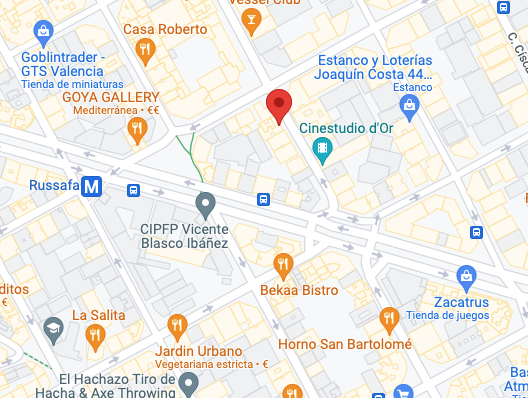 Vessel Club
Casa Roberto
Goblintrader -
GTS Valencia
Tienda de miniaturas
Estanco y Loterías
Joaquín Costa 44...
Estanco
C. Císca
GOYA GALLERY
Mediterránea • €€
Cinestudio d'Or
Russafa
M
CIPFP Vicente
Blasco Ibáñez
Bekaa Bistro
Zacatrus
Tienda de juegos
ditos
€
La Salita
€€
Horno San Bartolomé
Jardin Urbano
Vegetariana estricta • €
El Hachazo Tiro de
Hacha & Axe Throwing
Bas
Atm